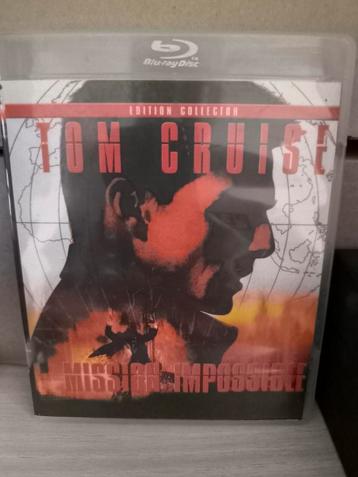 Blu-ray Disc
EDITION COLLECTOR
TOM CRUISE
MISSION: IMPOSSIBLE